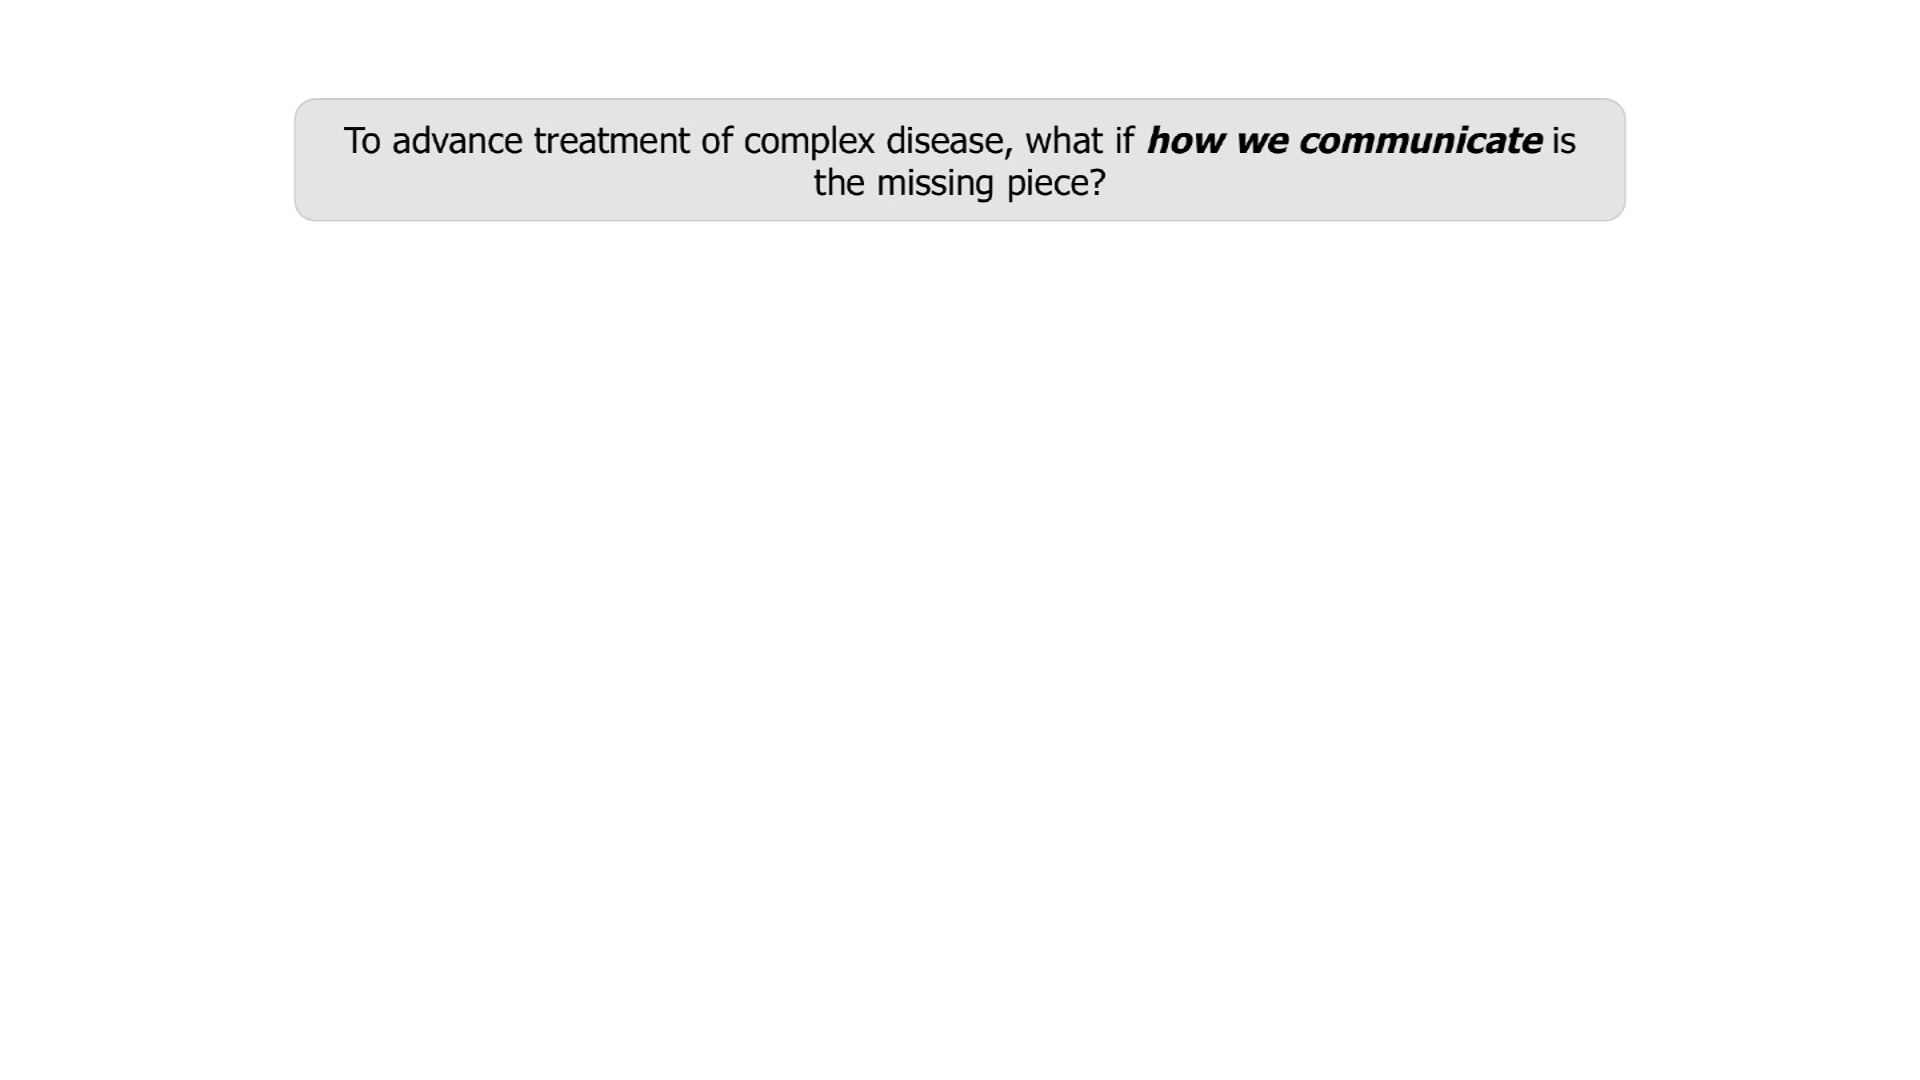 To advance treatment of complex disease, what if how we communicate is
the missing piece?